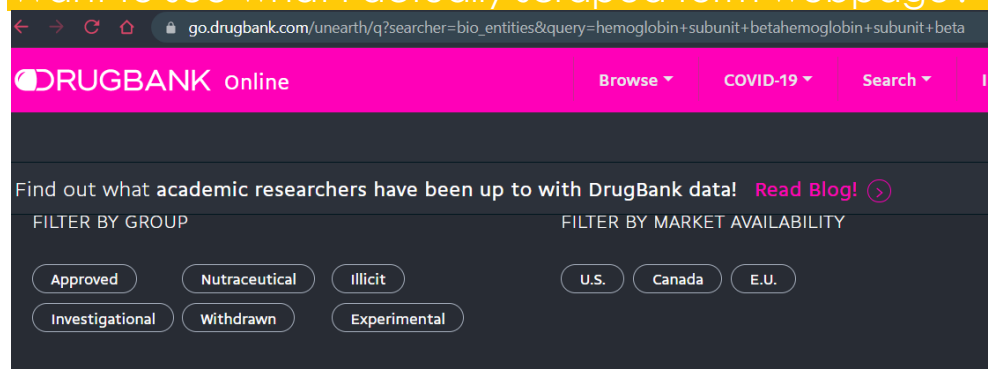 go.drugbank.com/unearth/q?searcher=bio_entities&query=hemoglobin+subunit+betahemoglobin+subunit+beta
DRUGBANK Online Browse COVID-19 Search
Find out what academic researchers have been up to with DrugBank data! Read Blog!
FILTER BY GROUP FILTER BY MARKET AVAILABILITY
Approved Nutraceutical Illicit U.S. Canada E.U.
Investigational Withdrawn Experimental